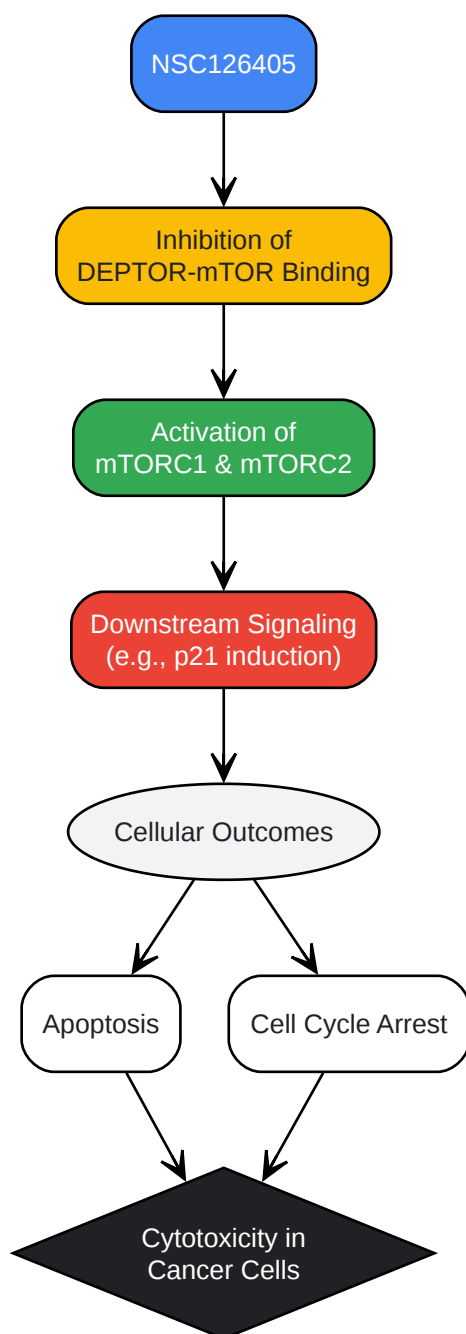 NSC126405
Inhibition of
DEPTOR-mTOR Binding
Activation of
mTORC1 & mTORC2
Downstream Signaling
(e.g., p21 induction)
Cellular Outcomes
Apoptosis
Cell Cycle Arrest
Cytotoxicity in
Cancer Cells